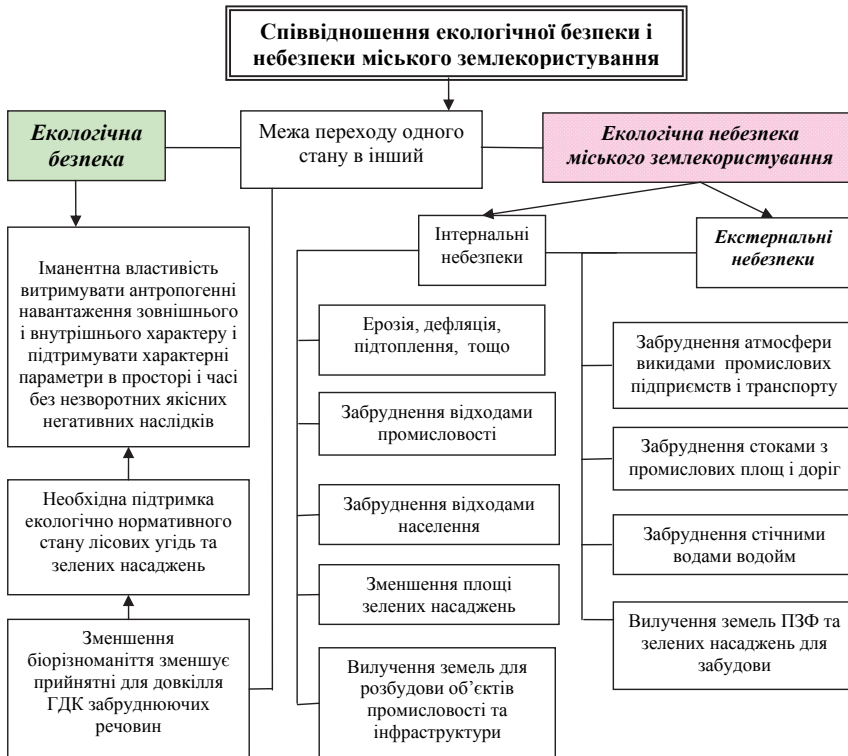 Співвідношення екологічної безпеки і
небезпеки міського землекористування
Екологічна
безпека
Межа переходу одного
стану в інший
Екологічна небезпека
міського землекористування
Іманентна властивість
витримувати антропогенні
навантаження зовнішнього
і внутрішнього характеру і
підтримувати характерні
параметри в просторі і часі
без незворотних якісних
негативних наслідків
Необхідна підтримка
екологічно нормативного
стану лісових угідь та
зелених насаджень
Зменшення
біорізноманіття зменшує
прийнятні для довкілля
ГДК забруднюючих
речовин
Інтернальні
небезпеки
Ерозія, дефляція,
підтоплення, тощо
Забруднення відходами
промисловості
Забруднення відходами
населення
Зменшення площі
зелених насаджень
Вилучення земель для
розбудови об’єктів
промисловості та
інфраструктури
Екстернальні
небезпеки
Забруднення атмосфери
викидами промислових
підприємств і транспорту
Забруднення стоками з
промислових площ і доріг
Забруднення стічними
водами водойм
Вилучення земель ПЗФ та
зелених насаджень для
забудови